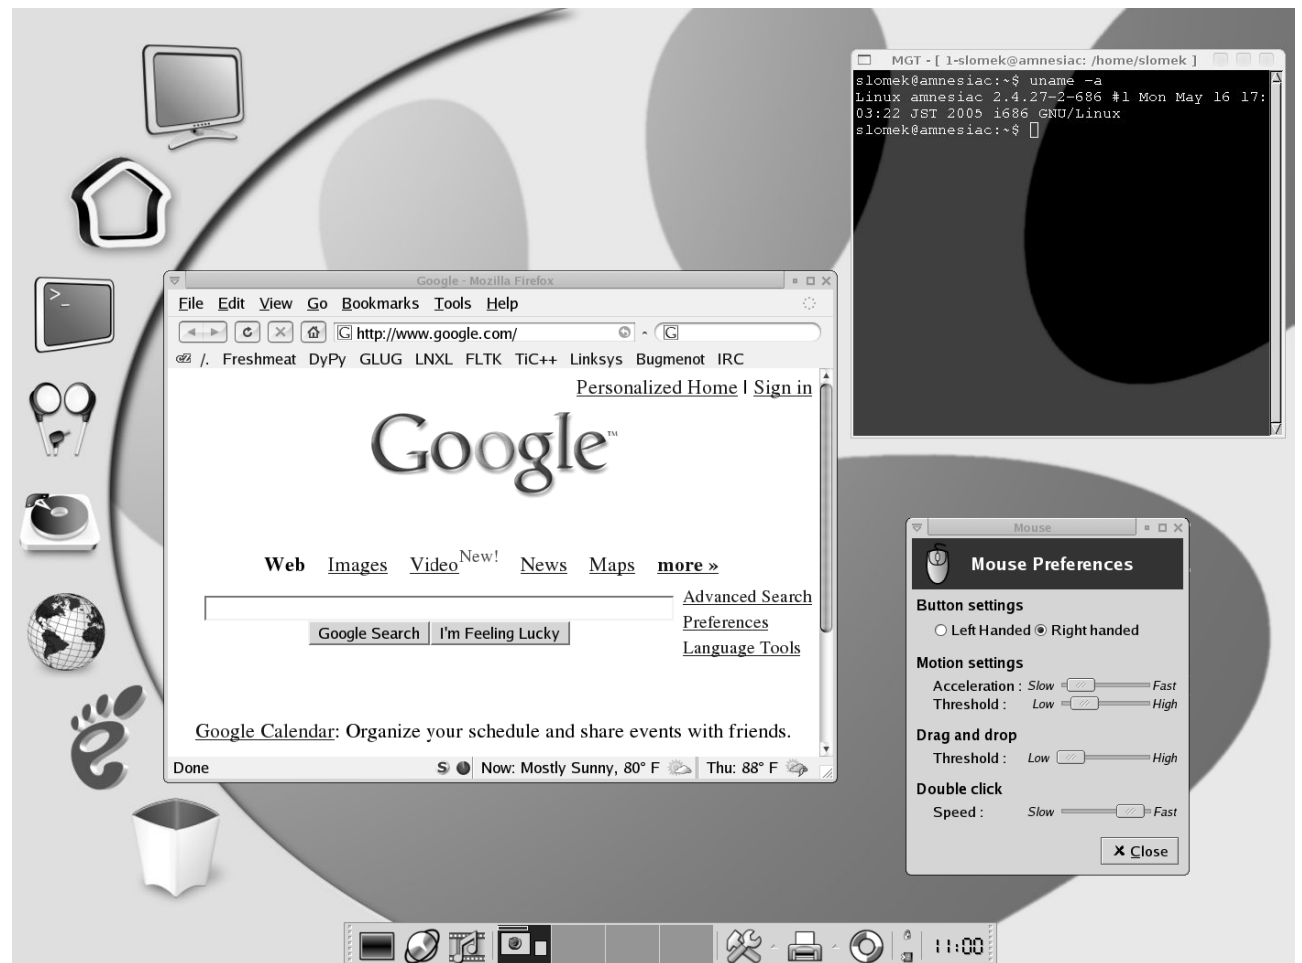 MGT - [ 1-slomek@amnesiac: /home/slomek ]
slomek@amnesiac:~$ uname -a
Linux amnesiac 2.4.27-2-686 #1 Mon May 16 17:
03:22 JST 2005 i686 GNU/Linux
slomek@amnesiac:~$
>_
Google - Mozilla Firefox
File Edit View Go Bookmarks Tools Help
G http://www.google.com/ G
/. Freshmeat DyPy GLUG LNXL FLTK TiC++ Linksys Bugmenot IRC
Personalized Home | Sign in
Google™
Web Images Video New! News Maps more »
Advanced Search
Google Search I'm Feeling Lucky Preferences
Language Tools
Google Calendar: Organize your schedule and share events with friends.
Done S Now: Mostly Sunny, 80° F Thu: 88° F
Mouse
Mouse Preferences
Button settings
Left Handed Right handed
Motion settings
Acceleration : Slow Fast
Threshold : Low High
Drag and drop
Threshold : Low High
Double click
Speed : Slow Fast
Close
11:00